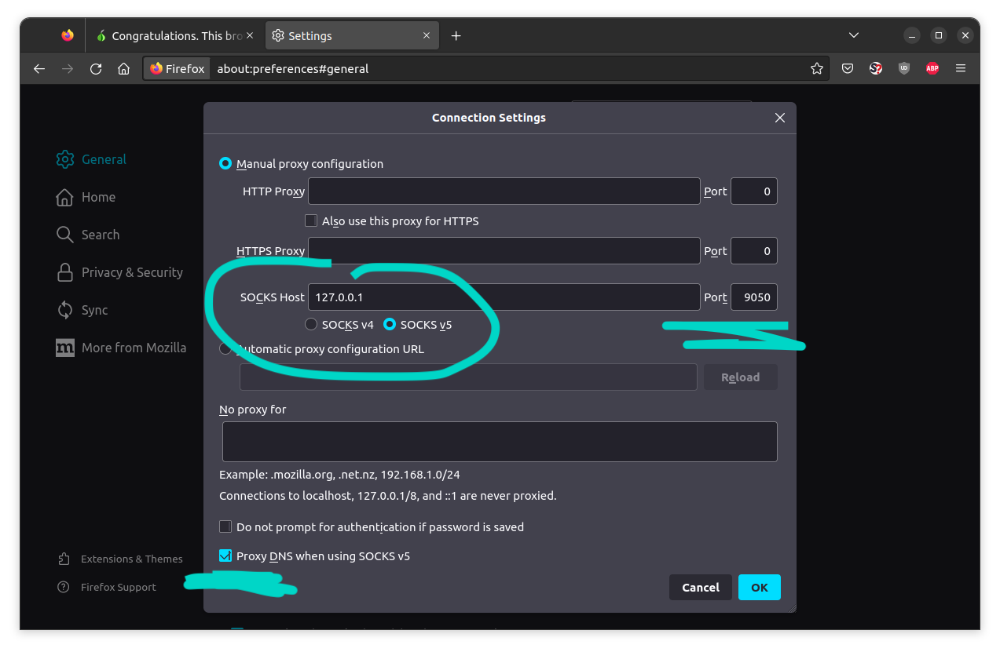 Congratulations. This bro
Settings
Firefox
about:preferences#general
ABP
Connection Settings
General
Home
Search
Privacy & Security
Sync
More from Mozilla
Extensions & Themes
Firefox Support
Manual proxy configuration
HTTP Proxy
Port
0
Also use this proxy for HTTPS
HTTPS Proxy
Port
0
SOCKS Host
127.0.0.1
Port
9050
SOCKS v4
SOCKS v5
Automatic proxy configuration URL
Reload
No proxy for
Example: .mozilla.org, .net.nz, 192.168.1.0/24
Connections to localhost, 127.0.0.1/8, and ::1 are never proxied.
Do not prompt for authentication if password is saved
Proxy DNS when using SOCKS v5
Cancel
OK